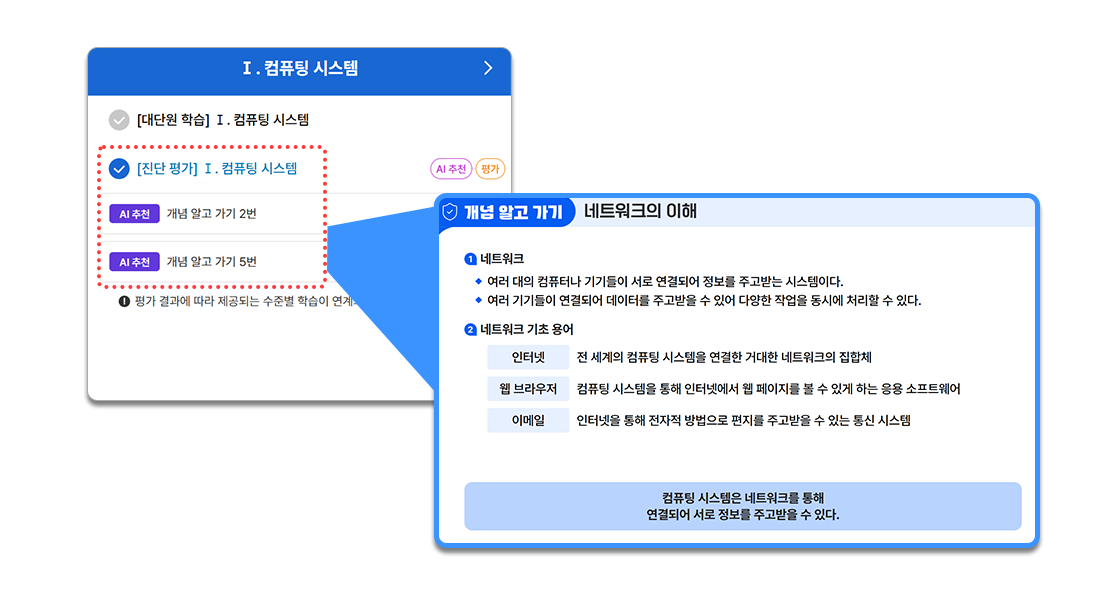 Ⅰ. 컴퓨팅 시스템
[대단원 학습] Ⅰ. 컴퓨팅 시스템
[진단 평가] Ⅰ. 컴퓨팅 시스템
AI 추천 평가
AI 추천 개념 알고 가기 2번
AI 추천 개념 알고 가기 5번
평가 결과에 따라 제공되는 수준별 학습이 연계
개념 알고 가기 네트워크의 이해
1 네트워크
여러 대의 컴퓨터나 기기들이 서로 연결되어 정보를 주고받는 시스템이다.
여러 기기들이 연결되어 데이터를 주고받을 수 있어 다양한 작업을 동시에 처리할 수 있다.
2 네트워크 기초 용어
인터넷 전 세계의 컴퓨팅 시스템을 연결한 거대한 네트워크의 집합체
웹 브라우저 컴퓨팅 시스템을 통해 인터넷에서 웹 페이지를 볼 수 있게 하는 응용 소프트웨어
이메일 인터넷을 통해 전자적 방법으로 편지를 주고받을 수 있는 통신 시스템
컴퓨팅 시스템은 네트워크를 통해
연결되어 서로 정보를 주고받을 수 있다.